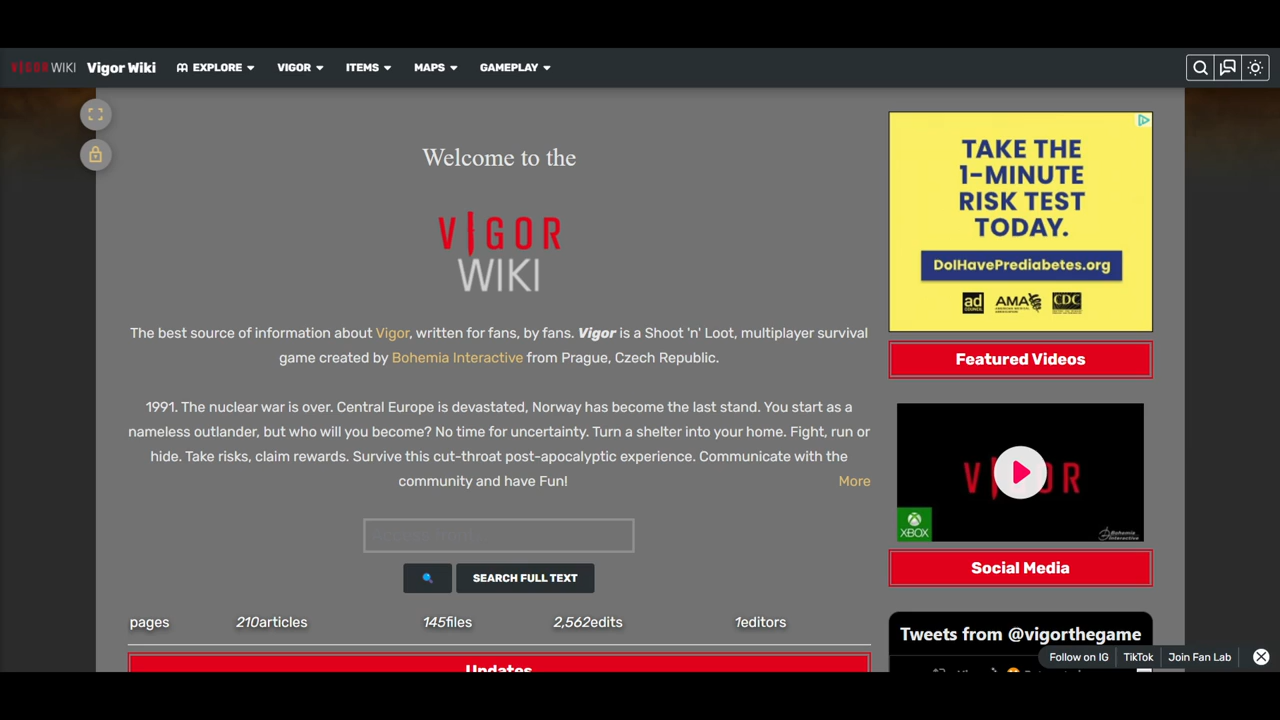 VIGOR WIKI Vigor Wiki EXPLORE VIGOR ITEMS MAPS GAMEPLAY
Welcome to the
VIGOR
WIKI
The best source of information about Vigor, written for fans, by fans. Vigor is a Shoot 'n' Loot, multiplayer survival
game created by Bohemia Interactive from Prague, Czech Republic.
1991. The nuclear war is over. Central Europe is devastated, Norway has become the last stand. You start as a
nameless outlander, but who will you become? No time for uncertainty. Turn a shelter into your home. Fight, run or
hide. Take risks, claim rewards. Survive this cut-throat post-apocalyptic experience. Communicate with the
community and have Fun!
More
SEARCH FULL TEXT
pages 210articles 145files 2,562edits 1editors
Updates
TAKE THE
1-MINUTE
RISK TEST
TODAY.
DoIHavePrediabetes.org
ad COUNCIL AMA AMERICAN MEDICAL ASSOCIATION CDC
Featured Videos
VIGOR
XBOX
Bohemia
Interactive
Social Media
Tweets from @vigorthegame
Follow on IG TikTok Join Fan Lab